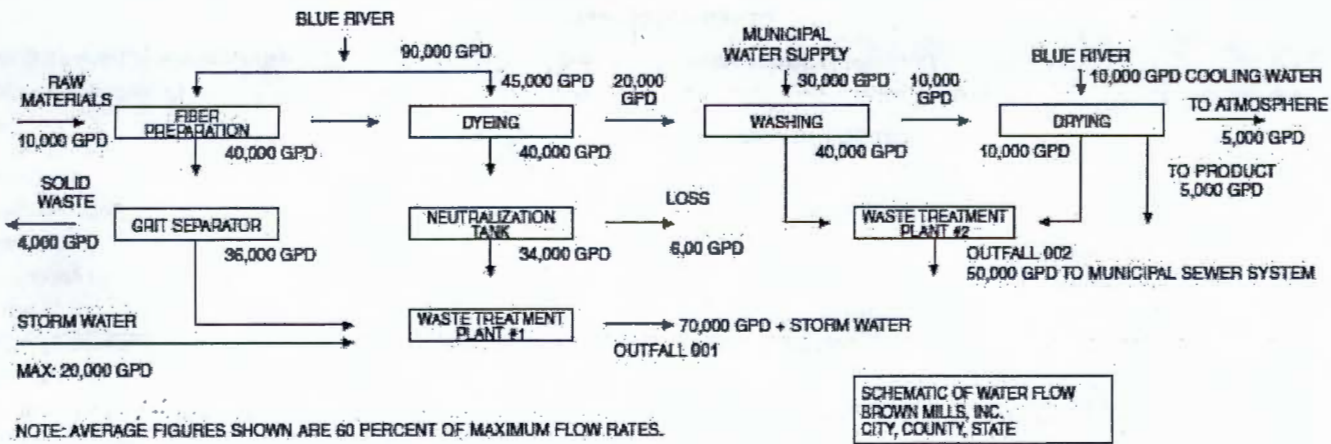 BLUE RIVER
90,000 GPD
MUNICIPAL
WATER SUPPLY
BLUE RIVER
RAW
MATERIALS
45,000 GPD
20,000
GPD
30,000 GPD
10,000
GPD
10,000 GPD COOLING WATER
TO ATMOSPHERE
10,000 GPD
FIBER
PREPARATION
DYEING
WASHING
DRYING
5,000 GPD
40,000 GPD
40,000 GPD
40,000 GPD
10,000 GPD
TO PRODUCT
5,000 GPD
SOLID
WASTE
4,000 GPD
GRIT SEPARATOR
36,000 GPD
NEUTRALIZATION
TANK
34,000 GPD
LOSS
6,00 GPD
WASTE TREATMENT
PLANT #2
OUTFALL 002
50,000 GPD TO MUNICIPAL SEWER SYSTEM
STORM WATER
MAX: 20,000 GPD
WASTE TREATMENT
PLANT #1
70,000 GPD + STORM WATER
OUTFALL 001
SCHEMATIC OF WATER FLOW
BROWN MILLS, INC.
CITY, COUNTY, STATE
NOTE: AVERAGE FIGURES SHOWN ARE 60 PERCENT OF MAXIMUM FLOW RATES.